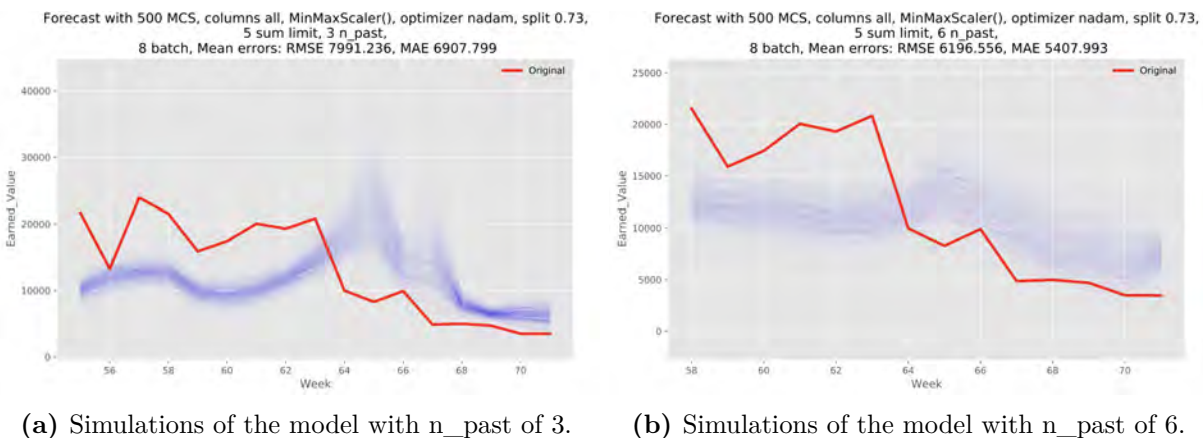 Forecast with 500 MCS, columns all, MinMaxScaler(), optimizer nadam, split 0.73,
5 sum limit, 3 n_past,
8 batch, Mean errors: RMSE 7991.236, MAE 6907.799
Original
40000
30000
20000
10000
0
Earned_Value
56
58
60
62
64
66
68
70
Week
(a) Simulations of the model with n_past of 3.
Forecast with 500 MCS, columns all, MinMaxScaler(), optimizer nadam, split 0.73,
5 sum limit, 6 n_past,
8 batch, Mean errors: RMSE 6196.556, MAE 5407.993
Original
25000
20000
15000
10000
5000
0
Earned_Value
58
60
62
64
66
68
70
Week
(b) Simulations of the model with n_past of 6.